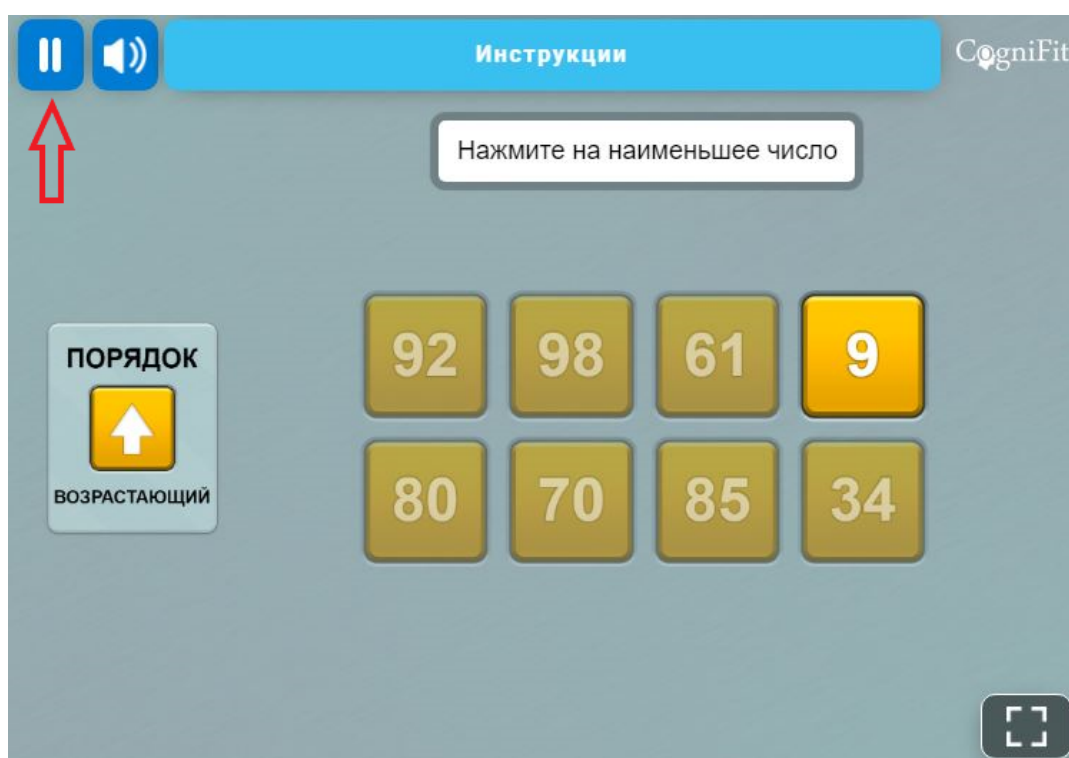 Инструкции
CogniFit
Нажмите на наименьшее число
ПОРЯДОК
ВОЗРАСТАЮЩИЙ
92 98 61 9
80 70 85 34